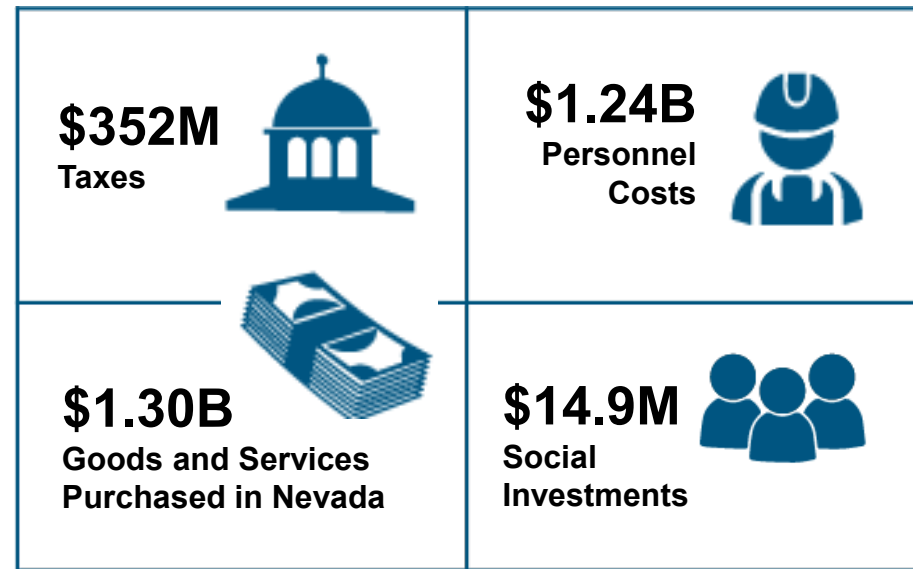 $352M
Taxes
$1.24B
Personnel
Costs
$1.30B
Goods and Services
Purchased in Nevada
$14.9M
Social
Investments